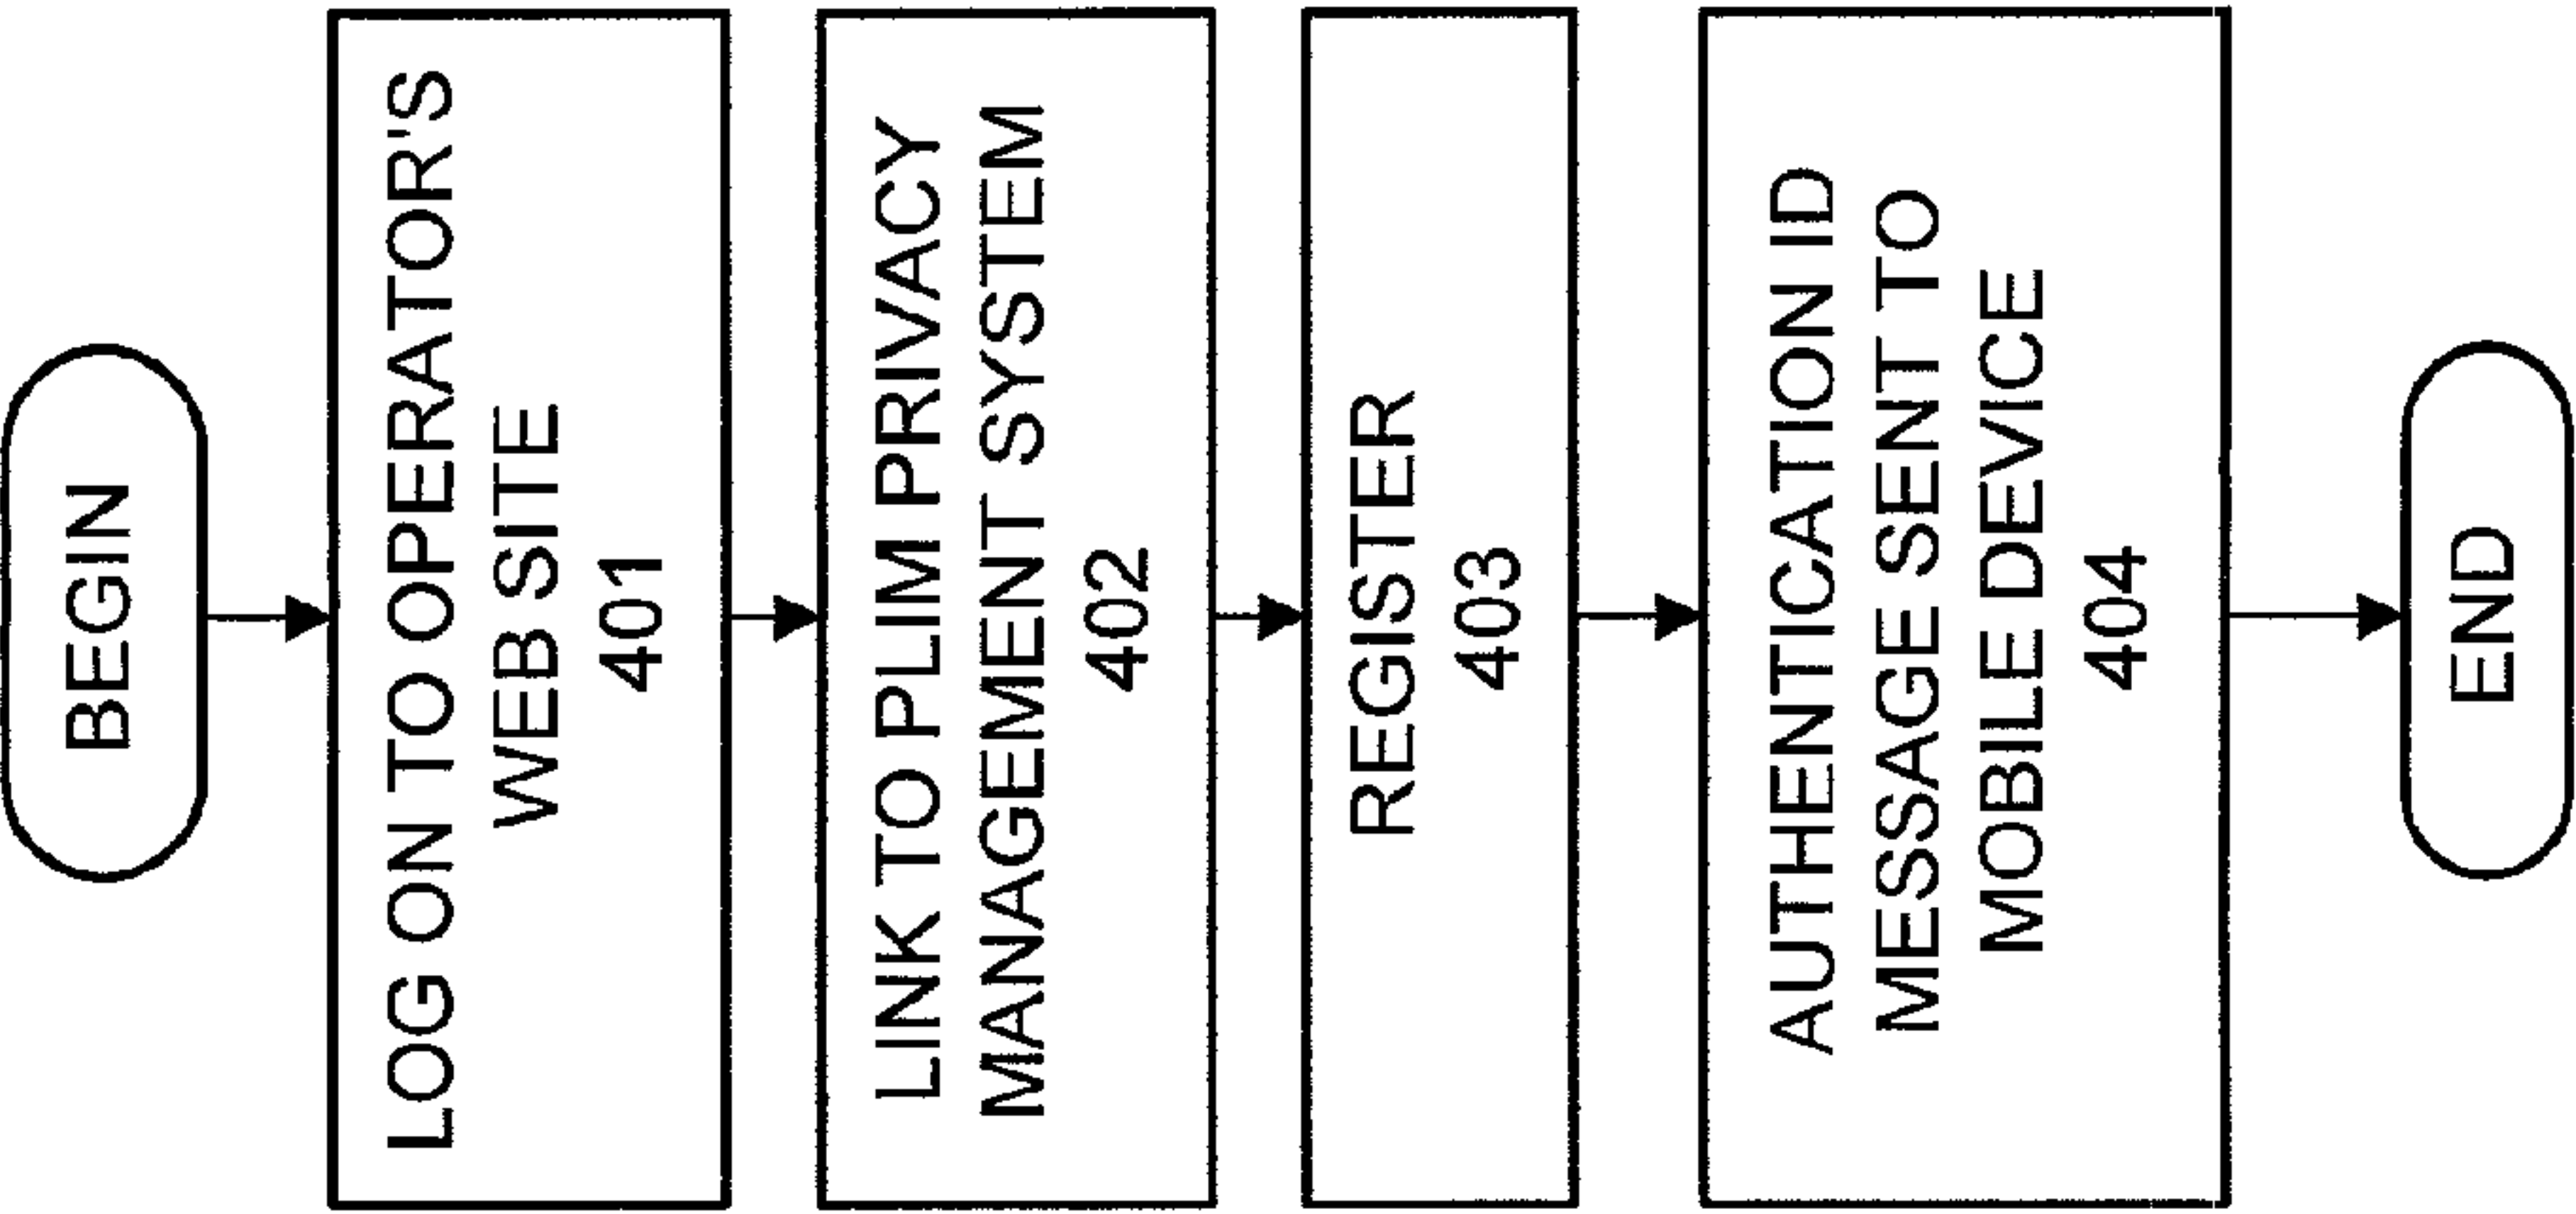 BEGIN
LOG ON TO OPERATOR'S
WEB SITE
401
LINK TO PLIM PRIVACY
MANAGEMENT SYSTEM
402
REGISTER
403
AUTHENTICATION ID
MESSAGE SENT TO
MOBILE DEVICE
404
END